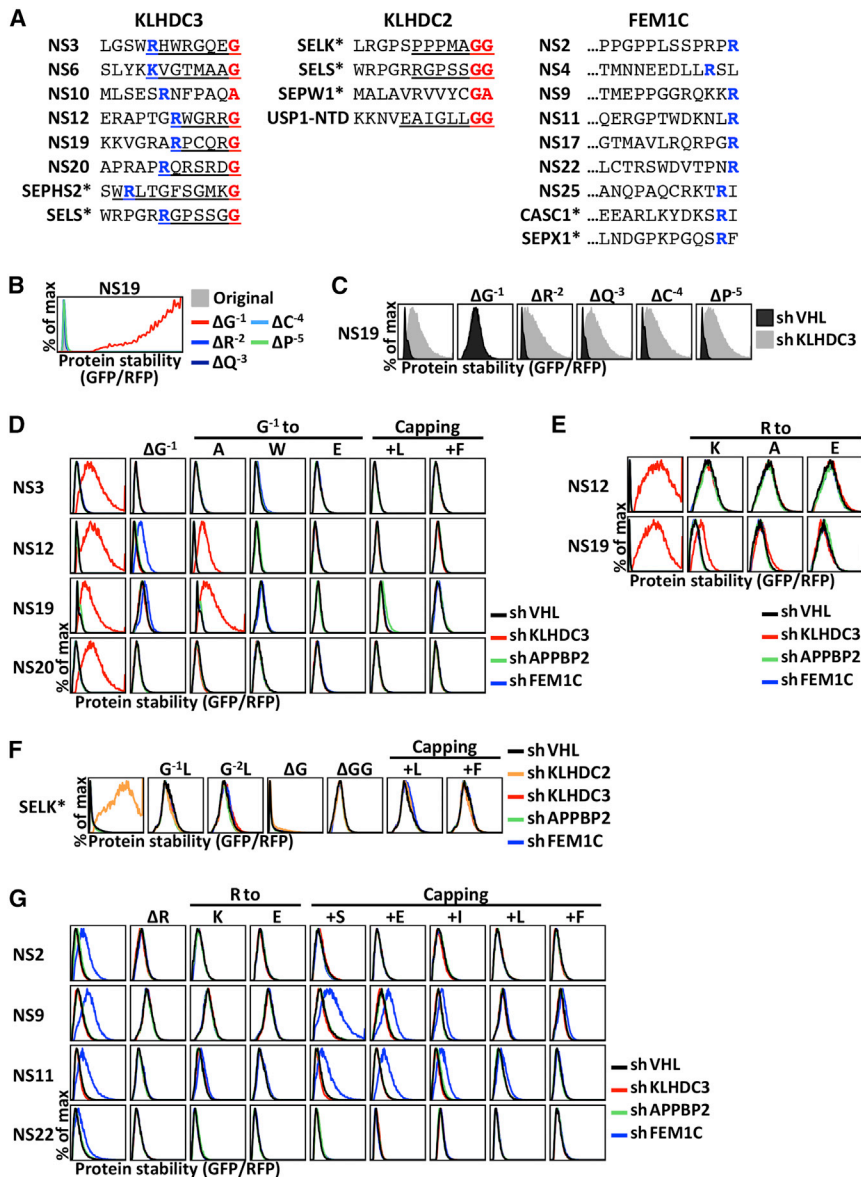 A
KLHDC3 KLHDC2 FEM1C
NS3 LGSWRHWRGQEG SELK* LRGPSPPPMAGG NS2 ...PPGPPLSSPRPR
NS6 SLYKKVGTMAAG SELS* WRPGRRGPSSGG NS4 ...TMNNEEDLLRSL
NS10 MLSESRNFPAQA SEPW1* MALAVRVVYCGA NS9 ...TMEPPGGRQKKR
NS12 ERAPTGRWGRRG USP1-NTD KKNVEAIGLLGG NS11 ...QERGPTWDKNLR
NS19 KKVGRARPCQRG NS17 ...GTMAVLRQRPGR
NS20 APRAPRQRSRDG NS22 ...LCTRSWDVTPNR
SEPHS2* SWRLTGFSGMKG NS25 ...ANQPAQCRKTRI
SELS* WRPGRRGPSSGG CASC1* ...EEARLKYDKSRI
SEPX1* ...LNDGPKPGQSRF
B
NS19
% of max
Protein stability
(GFP/RFP)
Original
ΔG⁻¹ ΔC⁻⁴
ΔR⁻² ΔP⁻⁵
ΔQ⁻³
C
ΔG⁻¹ ΔR⁻² ΔQ⁻³ ΔC⁻⁴ ΔP⁻⁵
NS19
% of max
Protein stability (GFP/RFP)
sh VHL
sh KLHDC3
D
G⁻¹ to Capping
ΔG⁻¹ A W E +L +F
NS3
NS12
NS19
NS20
% of max
Protein stability (GFP/RFP)
sh VHL
sh KLHDC3
sh APPBP2
sh FEM1C
E
R to
K A E
NS12
NS19
% of max
Protein stability (GFP/RFP)
sh VHL
sh KLHDC3
sh APPBP2
sh FEM1C
F
Capping
G⁻¹L G⁻²L ΔG ΔGG +L +F
SELK*
% of max
Protein stability (GFP/RFP)
sh VHL
sh KLHDC2
sh KLHDC3
sh APPBP2
sh FEM1C
G
R to Capping
ΔR K E +S +E +I +L +F
NS2
NS9
NS11
NS22
% of max
Protein stability (GFP/RFP)
sh VHL
sh KLHDC3
sh APPBP2
sh FEM1C